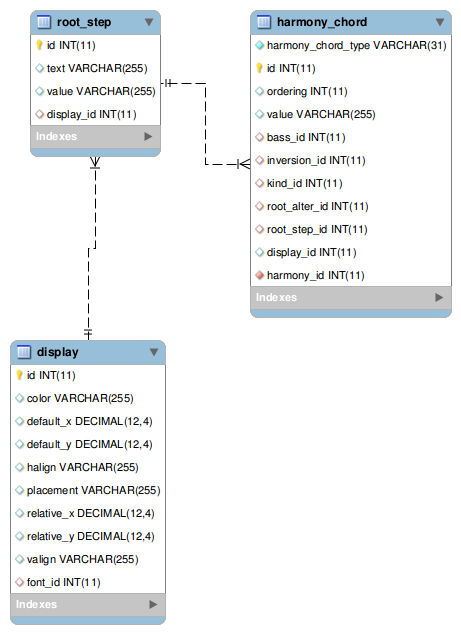 root_step
id INT(11)
text VARCHAR(255)
value VARCHAR(255)
display_id INT(11)
Indexes
harmony_chord
harmony_chord_type VARCHAR(31)
id INT(11)
ordering INT(11)
value VARCHAR(255)
bass_id INT(11)
inversion_id INT(11)
kind_id INT(11)
root_alter_id INT(11)
root_step_id INT(11)
display_id INT(11)
harmony_id INT(11)
Indexes
display
id INT(11)
color VARCHAR(255)
default_x DECIMAL(12,4)
default_y DECIMAL(12,4)
halign VARCHAR(255)
placement VARCHAR(255)
relative_x DECIMAL(12,4)
relative_y DECIMAL(12,4)
valign VARCHAR(255)
font_id INT(11)
Indexes